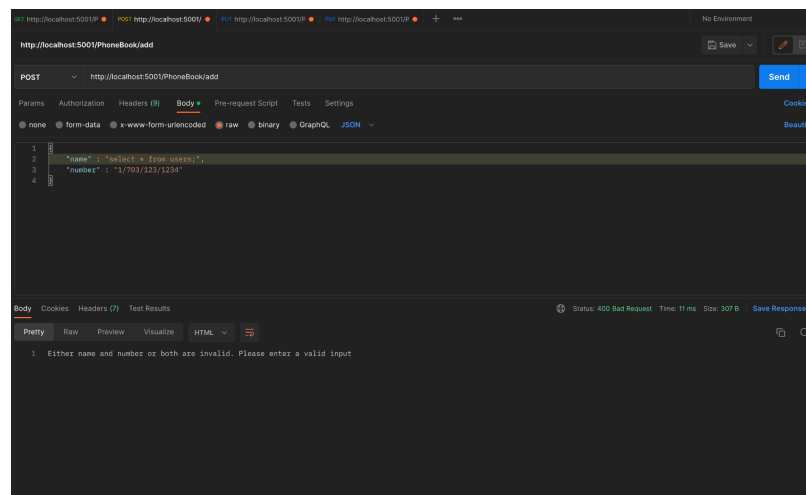 GET http://localhost:5001/P POST http://localhost:5001/ PUT http://localhost:5001/P PUT http://localhost:5001/P + No Environment
http://localhost:5001/PhoneBook/add Save
POST http://localhost:5001/PhoneBook/add Send
Params Authorization Headers (9) Body Pre-request Script Tests Settings Cookie
none form-data x-www-form-urlencoded raw binary GraphQL JSON Beauti
1 {
2 "name" : "select * from users;",
3 "number" : "1/703/123/1234"
4 }
Body Cookies Headers (7) Test Results Status: 400 Bad Request Time: 11 ms Size: 307 B Save Response
Pretty Raw Preview Visualize HTML
1 Either name and number or both are invalid. Please enter a valid input